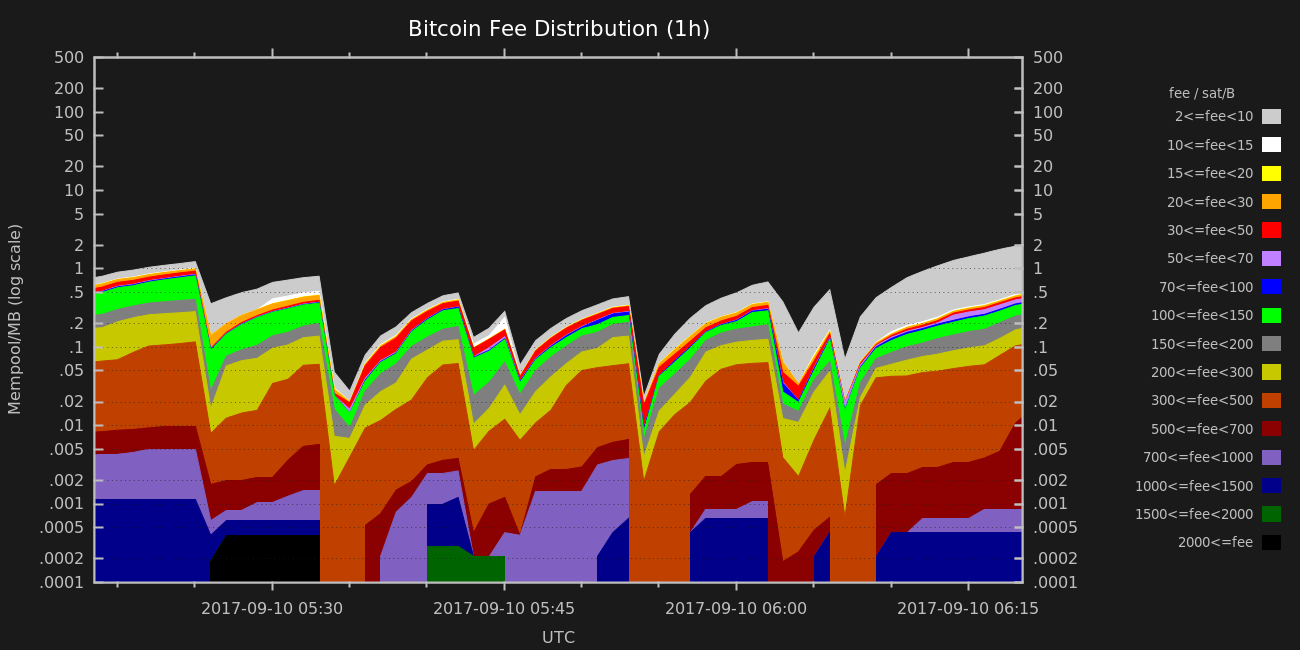 Bitcoin Fee Distribution (1h)
500
200
100
50
20
10
5
2
1
.5
.2
.1
.05
.02
.01
.005
.002
.001
.0005
.0002
.0001
Mempool/MB (log scale)
500
200
100
50
20
10
5
2
1
.5
.2
.1
.05
.02
.01
.005
.002
.001
.0005
.0002
.0001
fee / sat/B
2<=fee<10
10<=fee<15
15<=fee<20
20<=fee<30
30<=fee<50
50<=fee<70
70<=fee<100
100<=fee<150
150<=fee<200
200<=fee<300
300<=fee<500
500<=fee<700
700<=fee<1000
1000<=fee<1500
1500<=fee<2000
2000<=fee
2017-09-10 05:30 2017-09-10 05:45 2017-09-10 06:00 2017-09-10 06:15
UTC